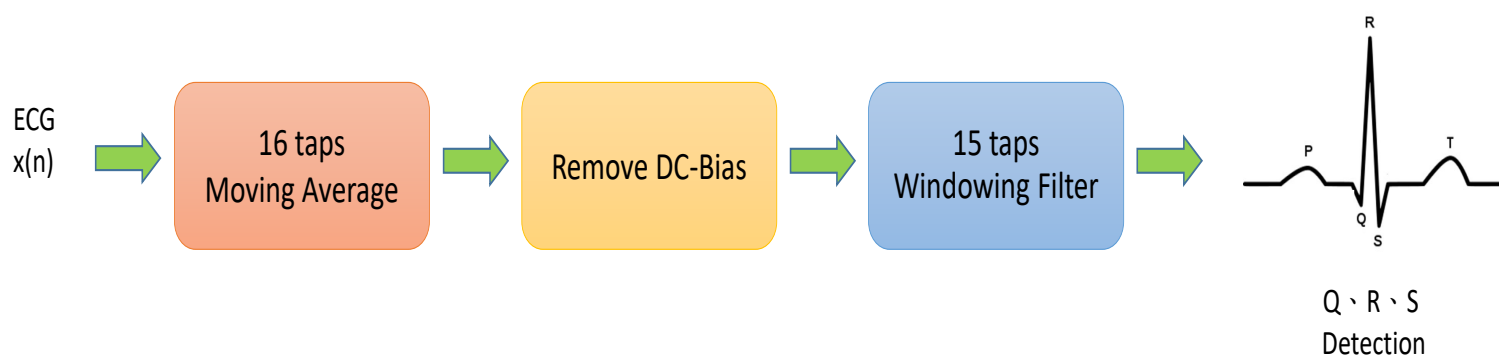 ECG
x(n)
16 taps
Moving Average
Remove DC-Bias
15 taps
Windowing Filter
R
P
T
Q
S
Q、R、S
Detection